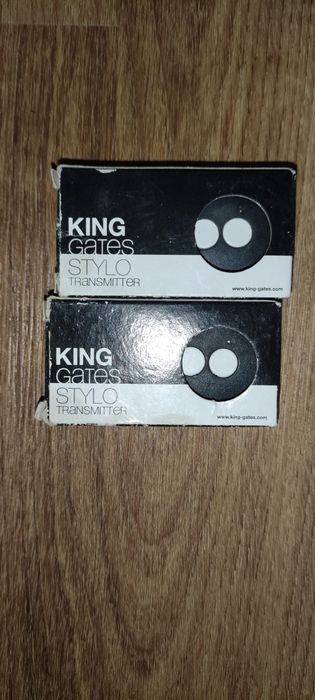 KING
GATES
STYLO
TRANSMITTER
www.king-gates.com
KING
GATES
STYLO
TRANSMITTER
www.king-gates.com